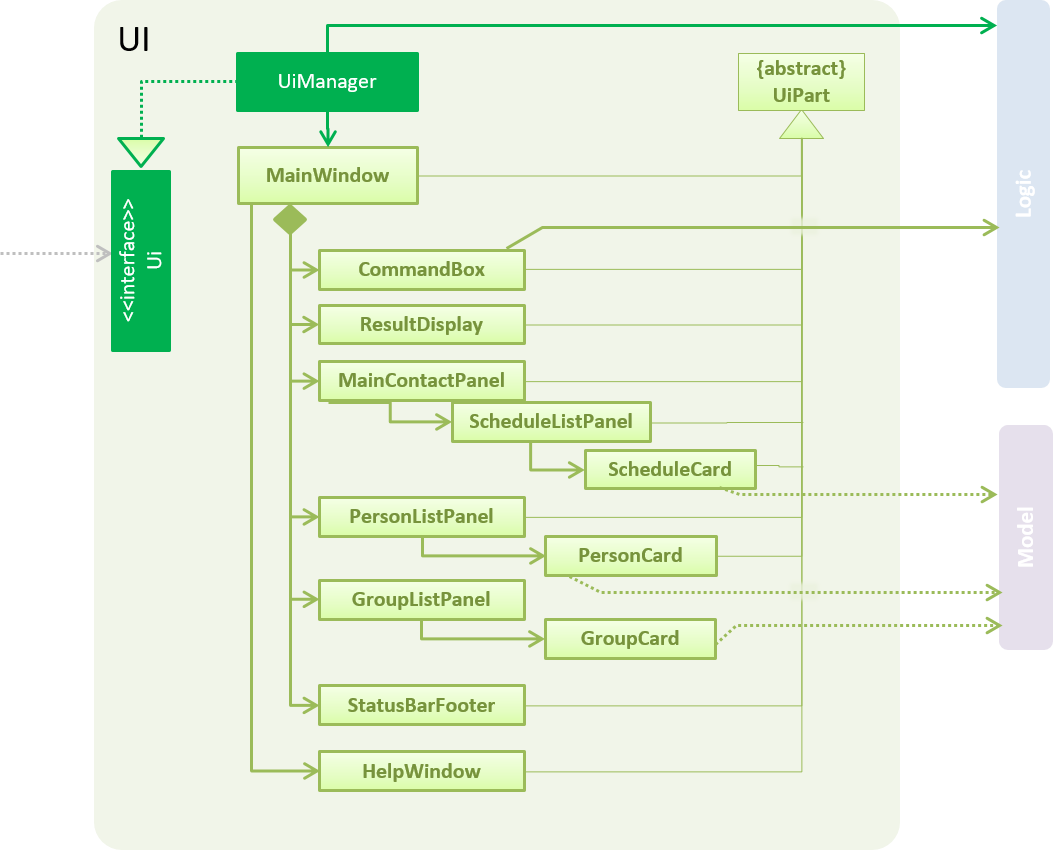 UI
UiManager
{abstract}
UiPart
MainWindow
<<interface>>
Ui
Logic
CommandBox
ResultDisplay
MainContactPanel
ScheduleListPanel
ScheduleCard
PersonListPanel
PersonCard
GroupListPanel
GroupCard
StatusBarFooter
HelpWindow
Model